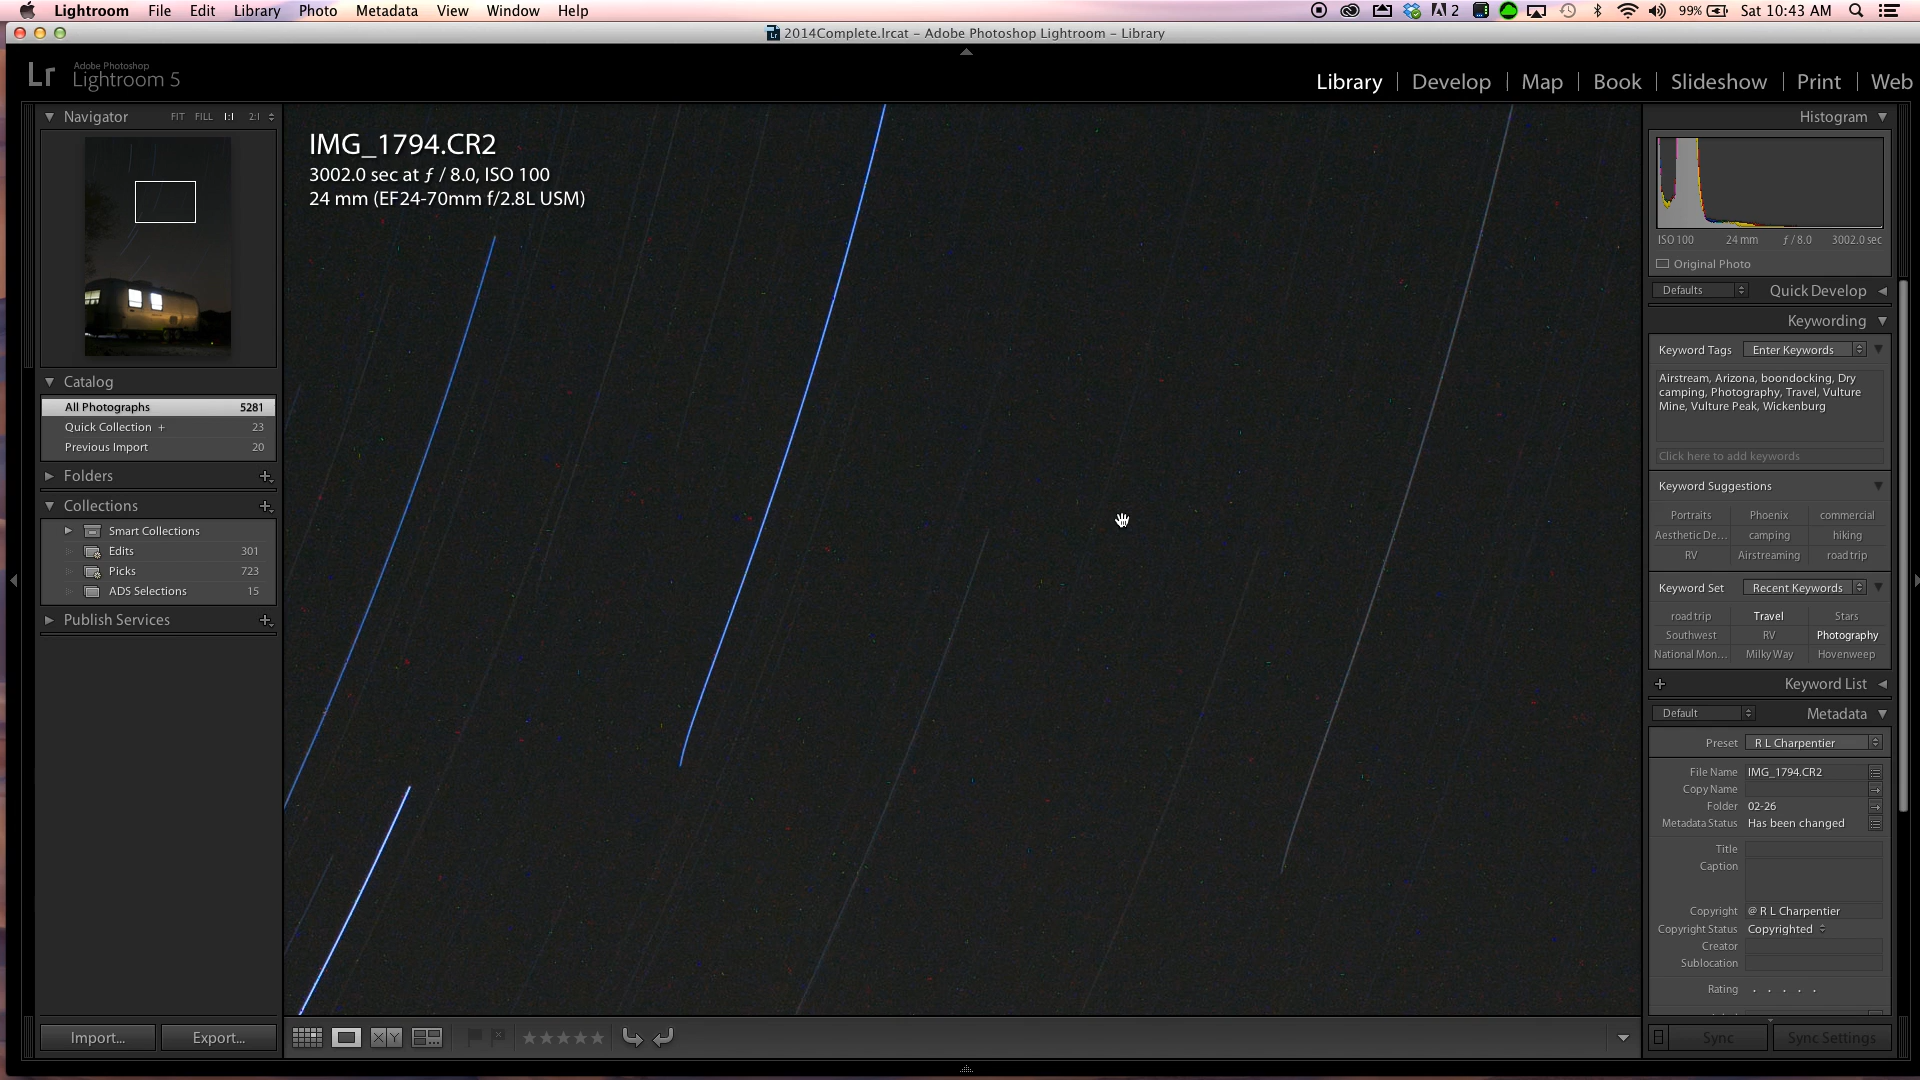 Lightroom File Edit Library Photo Metadata View Window Help 2 99% Sat 10:43 AM
2014Complete.lrcat - Adobe Photoshop Lightroom - Library
Lr Adobe Photoshop
Lightroom 5
Library Develop Map Book Slideshow Print Web
Navigator FIT FILL 1:1 2:1
Catalog
All Photographs 5281
Quick Collection + 23
Previous Import 20
Folders
Collections
Smart Collections
Edits 301
Picks 723
ADS Selections 15
Publish Services
Import... Export...
IMG_1794.CR2
3002.0 sec at ƒ / 8.0, ISO 100
24 mm (EF24-70mm f/2.8L USM)
X Y
Histogram
ISO 100 24 mm ƒ / 8.0 3002.0 sec
Original Photo
Defaults Quick Develop
Keywording
Keyword Tags Enter Keywords
Airstream, Arizona, boondocking, Dry
camping, Photography, Travel, Vulture
Mine, Vulture Peak, Wickenburg
Click here to add keywords
Keyword Suggestions
Portraits Phoenix commercial
Aesthetic De... camping hiking
RV Airstreaming road trip
Keyword Set Recent Keywords
road trip Travel Stars
Southwest RV Photography
National Mon... Milky Way Hovenweep
Keyword List
Default Metadata
Preset R L Charpentier
File Name IMG_1794.CR2
Copy Name
Folder 02-26
Metadata Status Has been changed
Title
Caption
Copyright @ R L Charpentier
Copyright Status Copyrighted
Creator
Sublocation
Rating
Sync Sync Settings